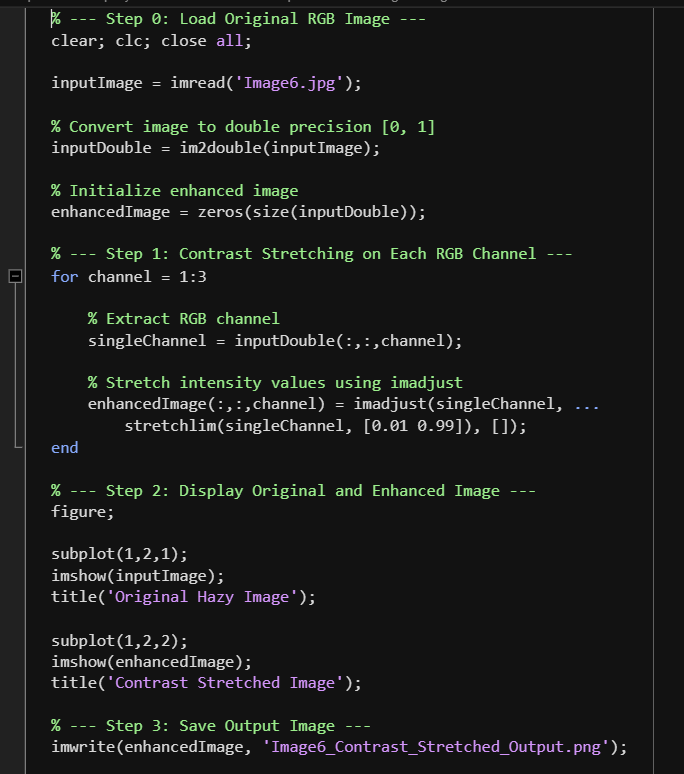 % --- Step 0: Load Original RGB Image ---
clear; clc; close all;
inputImage = imread('Image6.jpg');
% Convert image to double precision [0, 1]
inputDouble = im2double(inputImage);
% Initialize enhanced image
enhancedImage = zeros(size(inputDouble));
% --- Step 1: Contrast Stretching on Each RGB Channel ---
for channel = 1:3
% Extract RGB channel
singleChannel = inputDouble(:,:,channel);
% Stretch intensity values using imadjust
enhancedImage(:,:,channel) = imadjust(singleChannel, ...
stretchlim(singleChannel, [0.01 0.99]), []);
end
% --- Step 2: Display Original and Enhanced Image ---
figure;
subplot(1,2,1);
imshow(inputImage);
title('Original Hazy Image');
subplot(1,2,2);
imshow(enhancedImage);
title('Contrast Stretched Image');
% --- Step 3: Save Output Image ---
imwrite(enhancedImage, 'Image6_Contrast_Stretched_Output.png');